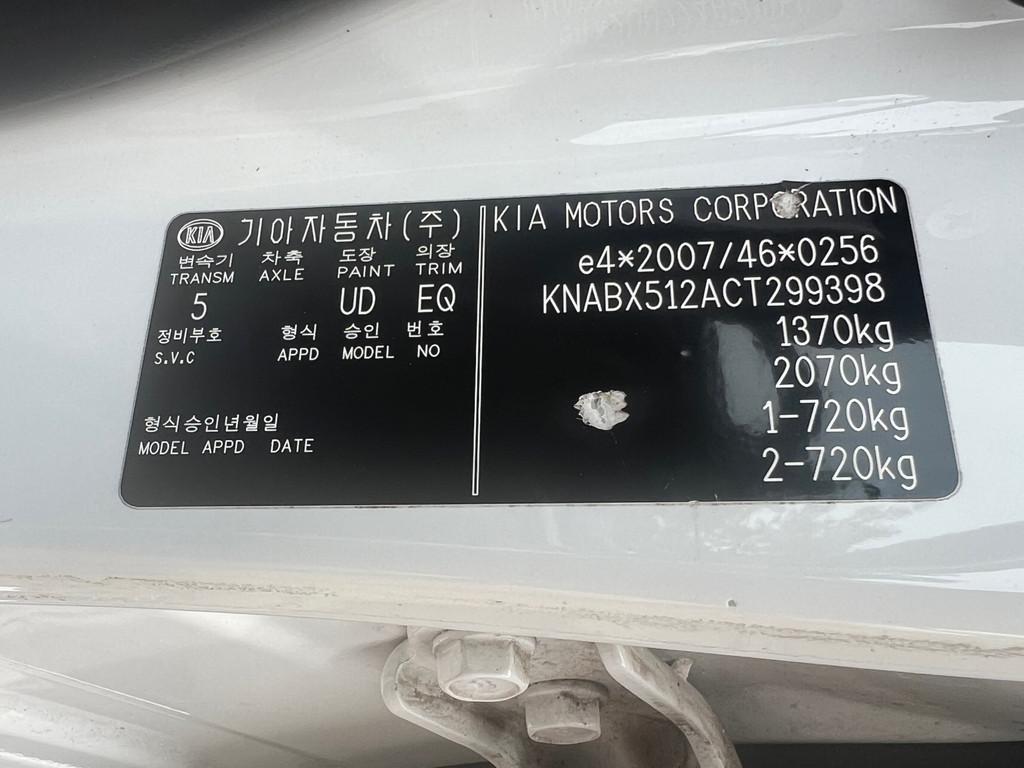 KIA 기아자동차(주)
변속기 차축 도장 의장
TRANSM AXLE PAINT TRIM
5 UD EQ
정비부호 형식 승인 번호
S.V.C APPD MODEL NO
형식승인년월일
MODEL APPD DATE
KIA MOTORS CORPORATION
e4*2007/46*0256
KNABX512ACT299398
1370kg
2070kg
1-720kg
2-720kg